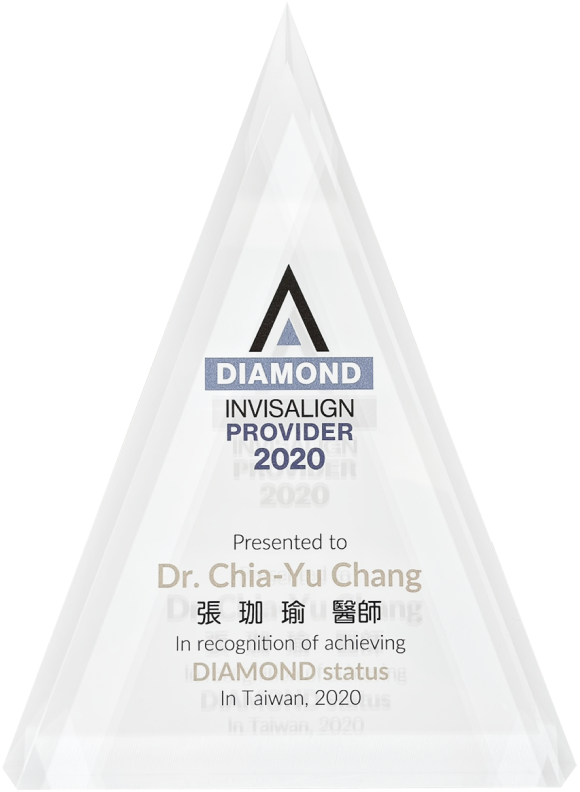 DIAMOND
INVISALIGN
PROVIDER
2020
Presented to
Dr. Chia-Yu Chang
張 珈 瑜 醫師
In recognition of achieving
DIAMOND status
In Taiwan, 2020